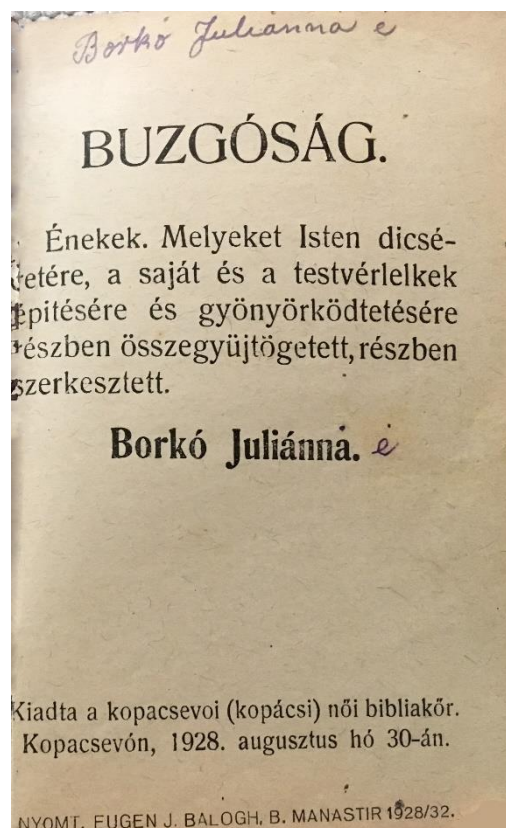 Borkó Julianna e
BUZGÓSÁG.
Énekek. Melyeket Isten dicsé-
retére, a saját és a testvérlelkek
épitésére és gyönyörködtetésére
részben összegyüjtögetett, részben
szerkesztett.
Borkó Juliánna. é
Kiadta a kopacsevoi (kopácsi) női bibliakőr.
Kopacsevón, 1928. augusztus hó 30-án.
NYOMT. EUGEN J. BALOGH, B. MANASTIR 1928/32.